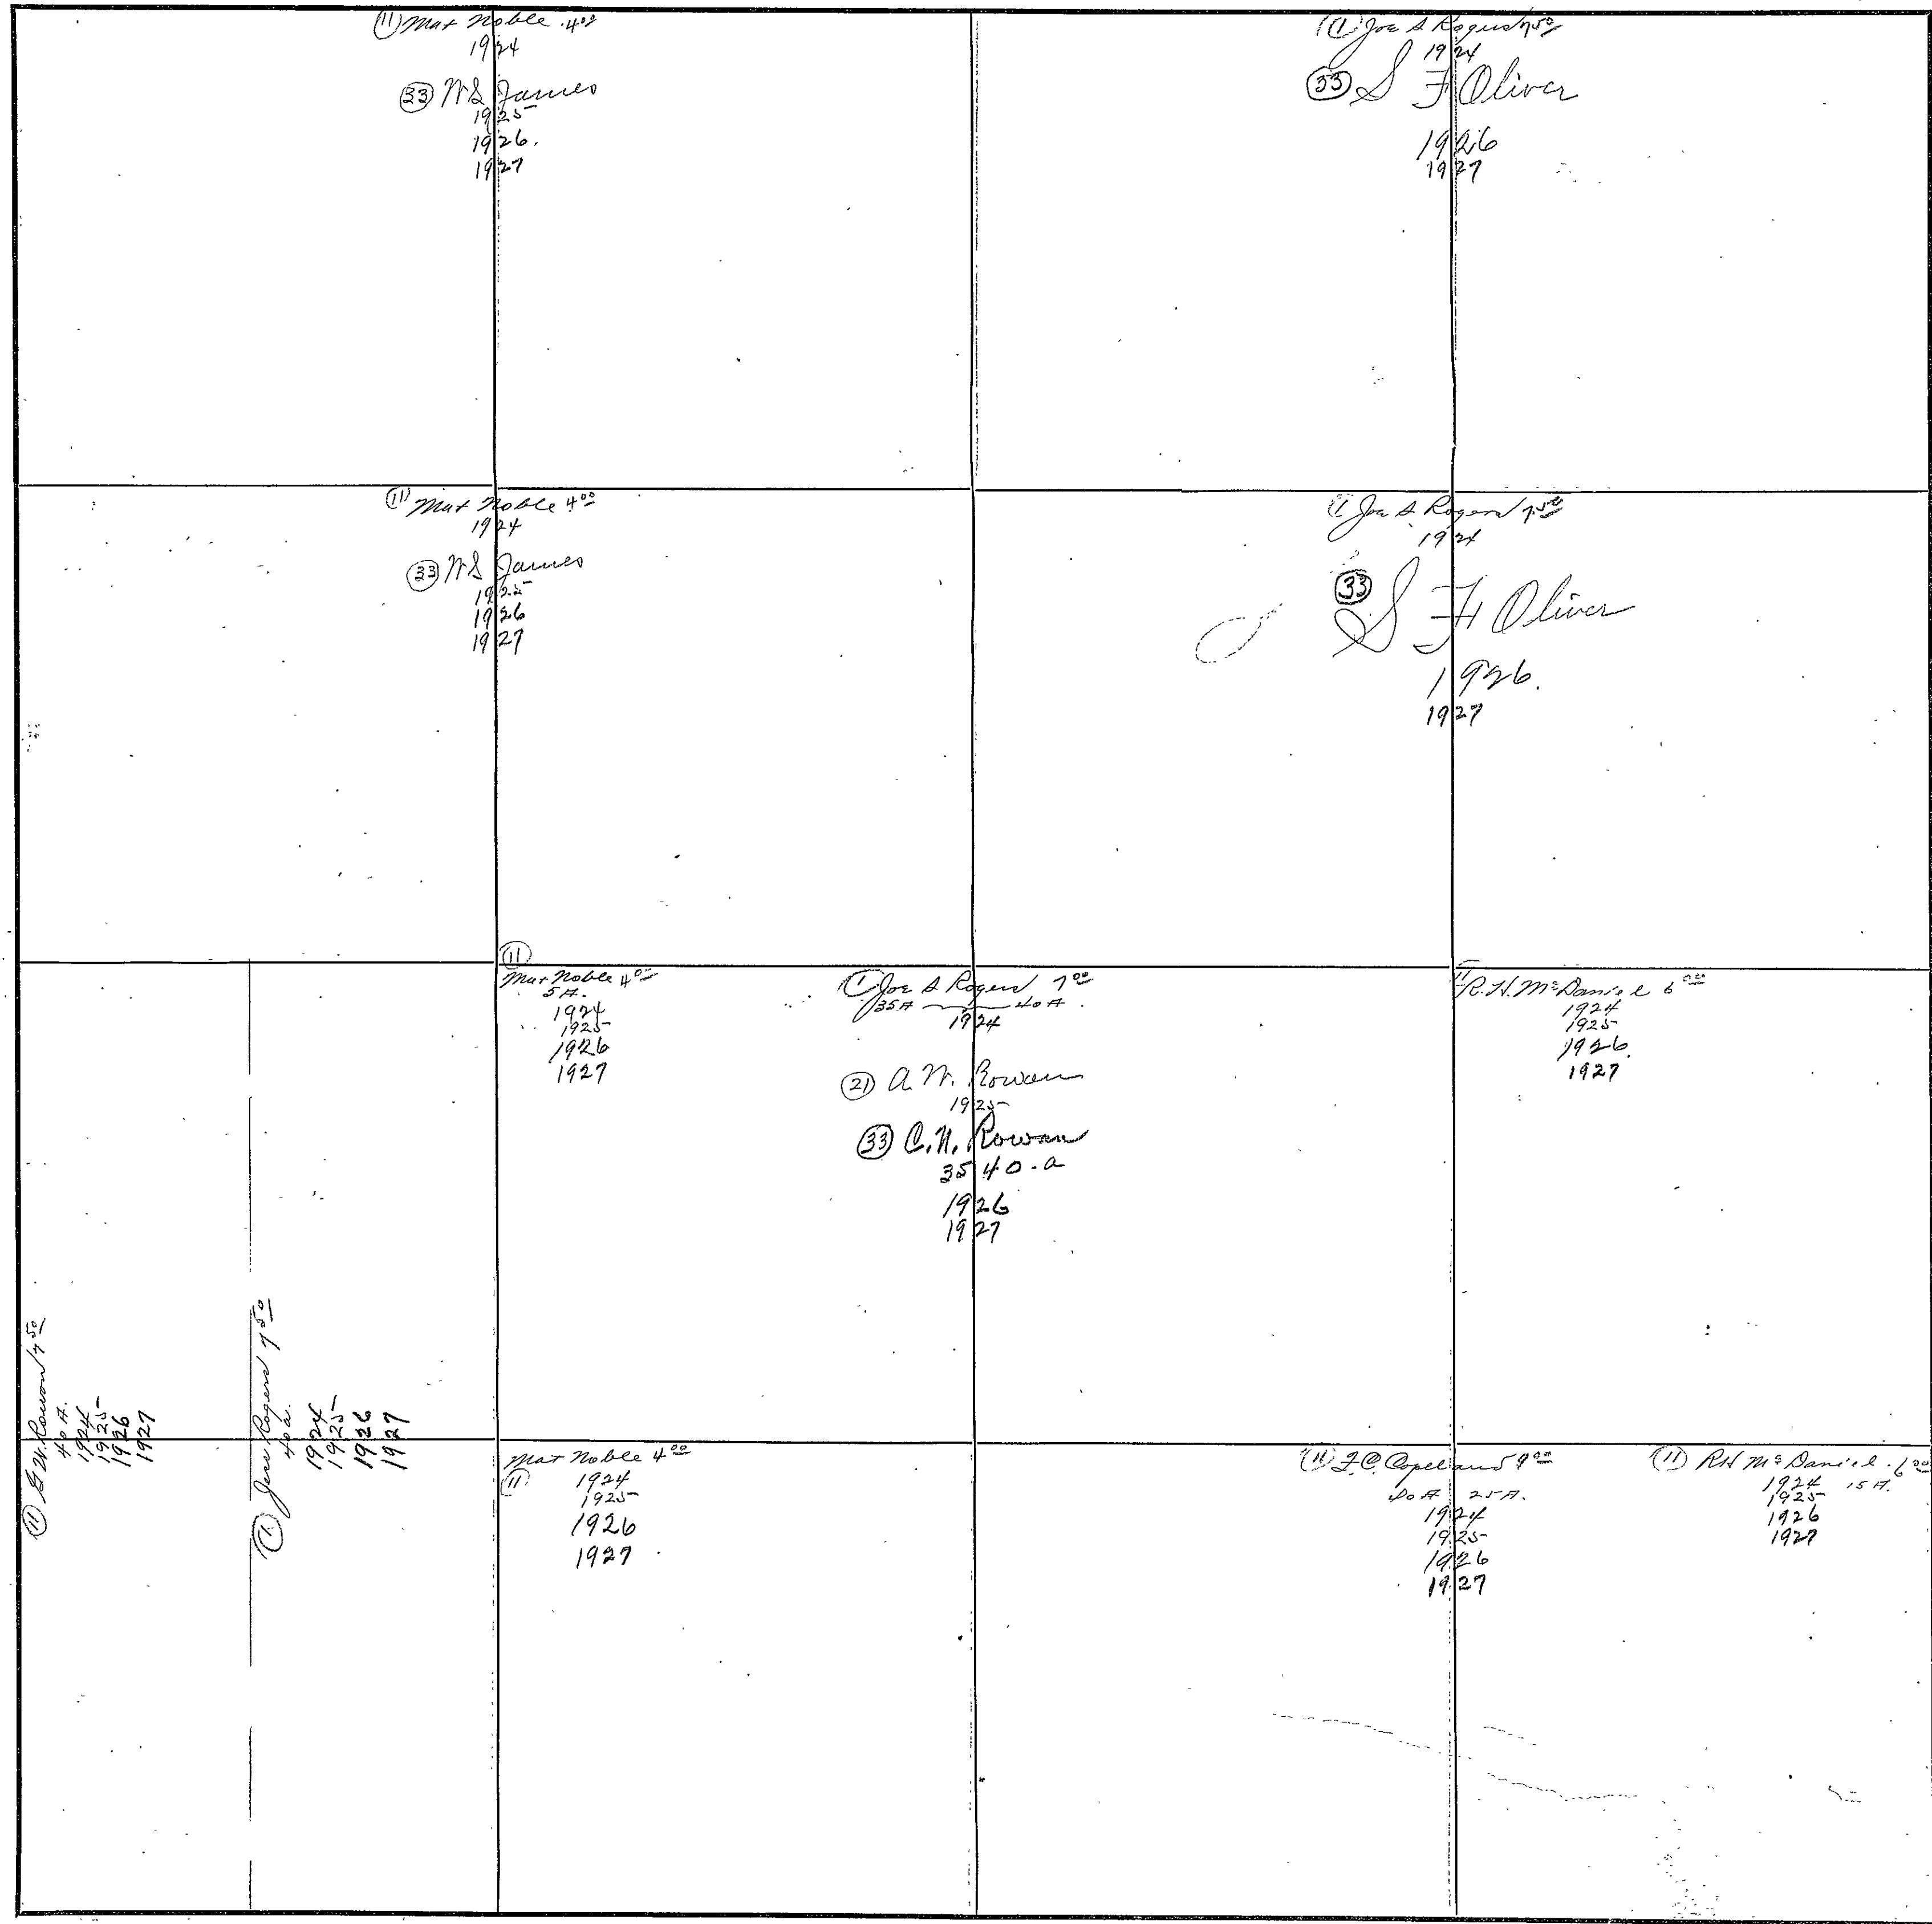 (11) Mat Noble 4.00
1924
(33) W S James
1925
1926.
1927
(1) Joe S Rogers 7.50
1924
(33) S F Oliver
1926
1927
(11) Mat Noble 4.00
1924
(33) W S James
1925
1926
1927
(1) Joe S Rogers 7.50
1924
(33) S F Oliver
1926.
1927
(11)
Mat Noble 4.00
5 A.
1924
1925
1926
1927
(1) Joe S Rogers 7.00
35 A 40 A.
1924
(21) A. W. Rowan
1925
(33) C. N. Rowan
35 40 - a
1926
1927
11
R. H. McDaniel 6.00
1924
1925
1926.
1927
(11) G W. Rowan 7.50
40 A.
1924
1925
1926
1927
(1) Rogers 7.50
40 a.
1924
1925
1926
1927
Mat Noble 4.00
(11) 1924
1925
1926
1927
(11) F. C. Copeland 9.00
40 A 25 A.
1924
1925
1926
1927
(11) R H McDaniel 6.00
1924 15 A.
1925
1926
1927